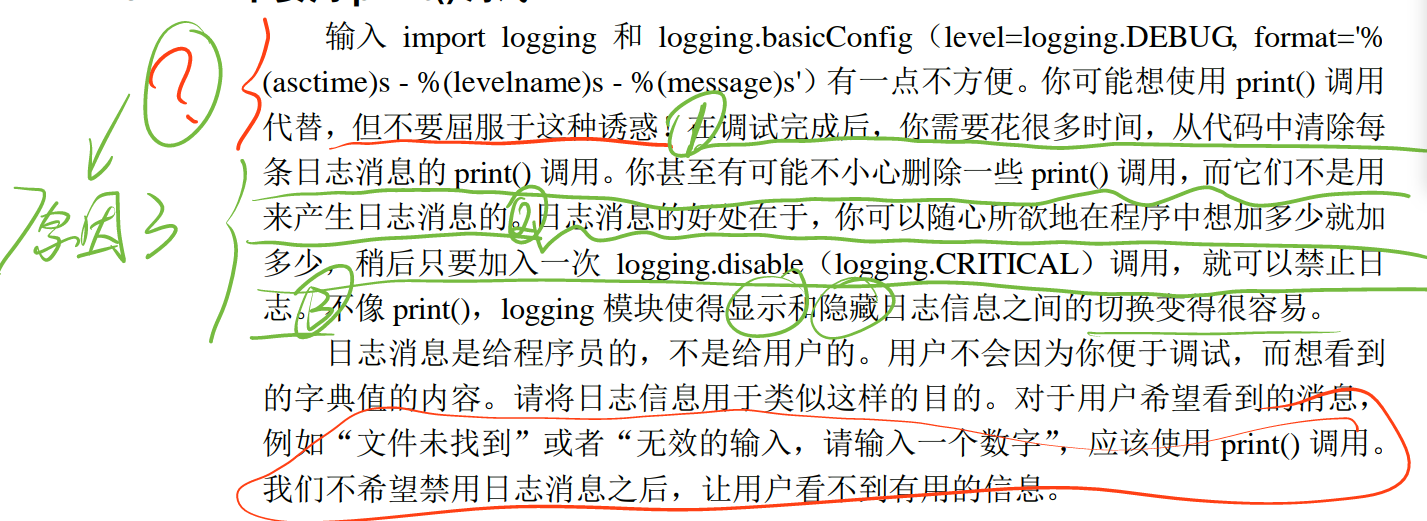 输入 import logging 和 logging.basicConfig（level=logging.DEBUG, format='%
? (asctime)s - %(levelname)s - %(message)s'）有一点不方便。你可能想使用 print() 调用
代替，但不要屈服于这种诱惑！① 在调试完成后，你需要花很多时间，从代码中清除每
条日志消息的 print() 调用。你甚至有可能不小心删除一些 print() 调用，而它们不是用
原因3 来产生日志消息的。② 日志消息的好处在于，你可以随心所欲地在程序中想加多少就加
多少，稍后只要加入一次 logging.disable（logging.CRITICAL）调用，就可以禁止日
志。③ 不像 print()，logging 模块使得显示和隐藏日志信息之间的切换变得很容易。
日志消息是给程序员的，不是给用户的。用户不会因为你便于调试，而想看到
的字典值的内容。请将日志信息用于类似这样的目的。对于用户希望看到的消息，
例如“文件未找到”或者“无效的输入，请输入一个数字”，应该使用 print() 调用。
我们不希望禁用日志消息之后，让用户看不到有用的信息。